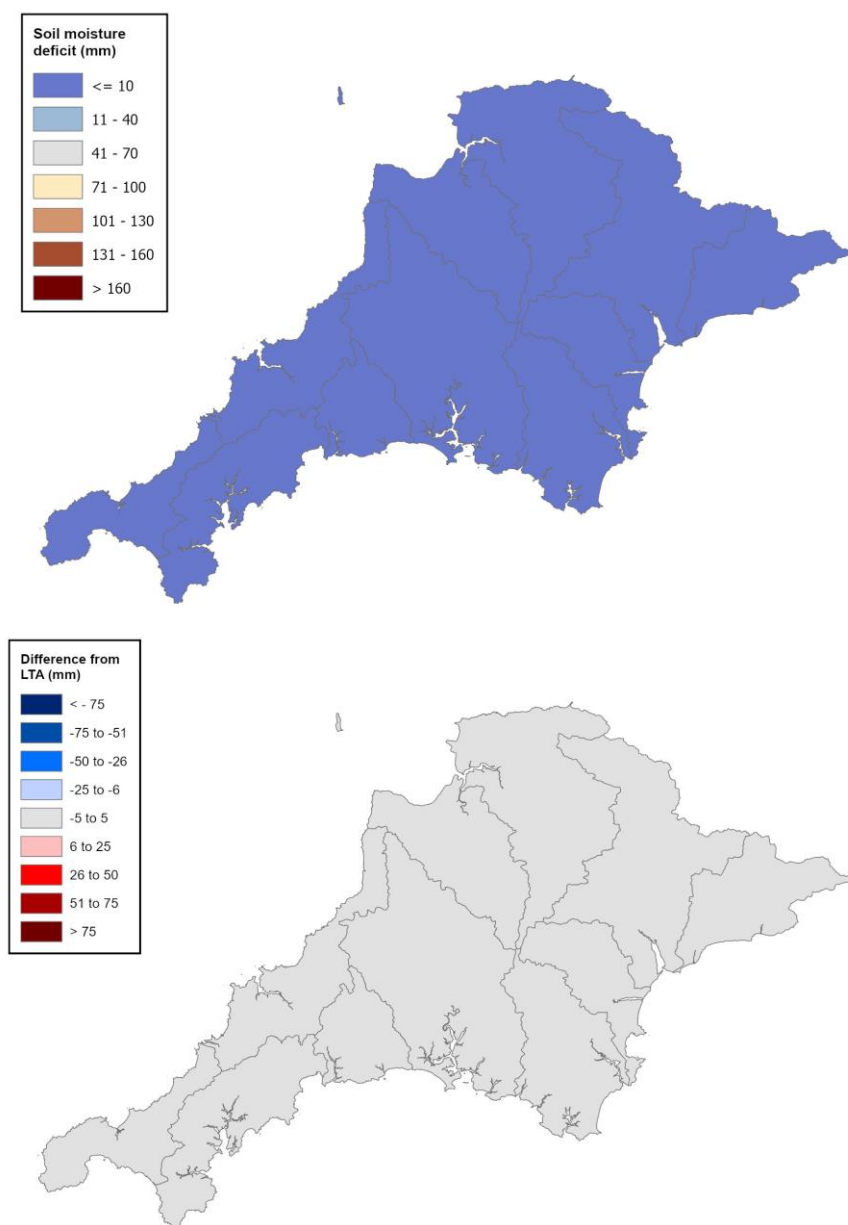 Soil moisture
deficit (mm)
<= 10
11 - 40
41 - 70
71 - 100
101 - 130
131 - 160
> 160
Difference from
LTA (mm)
< - 75
-75 to -51
-50 to -26
-25 to -6
-5 to 5
6 to 25
26 to 50
51 to 75
> 75